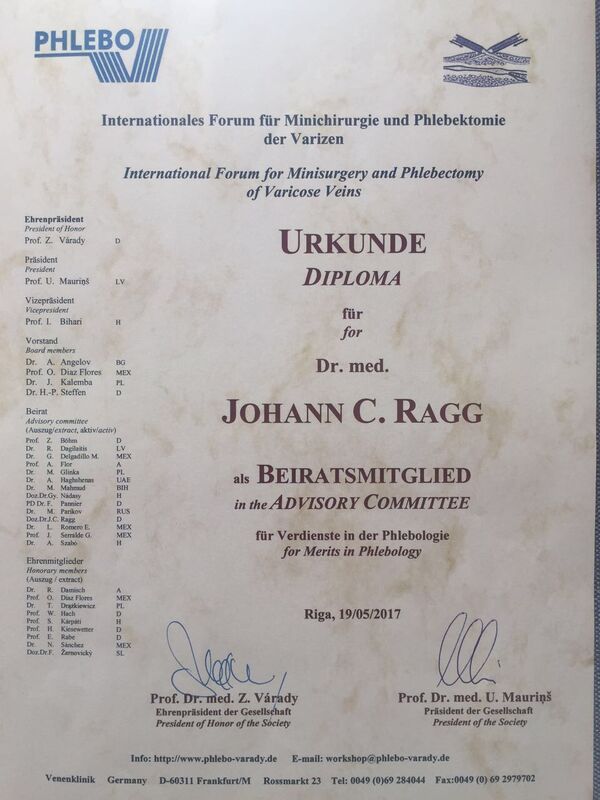 PHLEBO
Internationales Forum für Minichirurgie und Phlebektomie
der Varizen
International Forum for Minisurgery and Phlebectomy
of Varicose Veins
Ehrenpräsident
President of Honor
Prof. Z. Várady D
Präsident
President
Prof. U. Mauriņš LV
Vizepräsident
Vicepresident
Prof. I. Bihari H
Vorstand
Board members
Dr. A. Angelov BG
Prof. O. Diaz Flores MEX
Dr. J. Kalemba PL
Dr. H.-P. Steffen D
Beirat
Advisory committee
(Auszug/extract, aktiv/activ)
Prof. Z. Böhm D
Dr. R. Dagilaitis LV
Dr. G. Delgadillo M. MEX
Prof. A. Flor A
Dr. M. Glinka PL
Dr. A. Haghshenas UAE
Dr. M. Mahmud BIH
Doz.Dr.Gy. Nádasy H
PD Dr. F. Pannier D
Dr. M. Parikov RUS
Doz.Dr.J.C. Ragg D
Dr. L. Romero E. MEX
Prof. J. Serralde G. MEX
Dr. A. Szabó H
Ehrenmitglieder
Honorary members
(Auszug / extract)
Dr. R. Damisch A
Prof. O. Diaz Flores MEX
Dr. T. Drążkiewicz PL
Prof. W. Hach D
Prof. S. Kárpáti H
Prof. H. Kiesewetter D
Prof. E. Rabe D
Dr. N. Sánchez MEX
Doz.Dr.F. Žernovický SL
URKUNDE
DIPLOMA
für
for
Dr. med.
JOHANN C. RAGG
als BEIRATSMITGLIED
in the ADVISORY COMMITTEE
für Verdienste in der Phlebologie
for Merits in Phlebology
Riga, 19/05/2017
Prof. Dr. med. Z. Várady
Ehrenpräsident der Gesellschaft
President of Honor of the Society
Prof. Dr. med. U. Mauriņš
Präsident der Gesellschaft
President of the Society
Info: http://www.phlebo-varady.de E-mail: workshop@phlebo-varady.de
Venenklinik Germany D-60311 Frankfurt/M Rossmarkt 23 Tel: 0049 (0)69 284044 Fax:0049 (0) 69 2979702